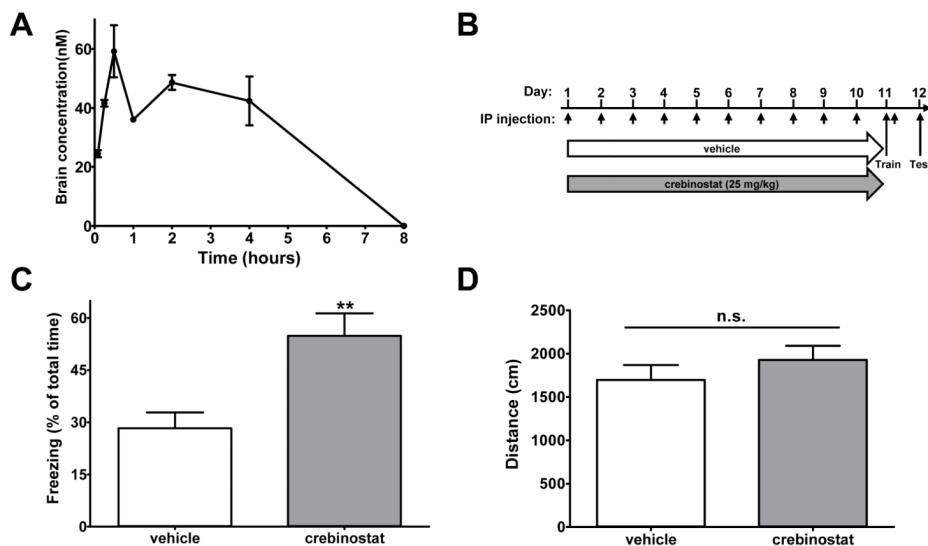 A
Brain concentration(nM)
60
40
20
0
0 1 2 3 4 5 6 7 8
Time (hours)
B
Day: 1 2 3 4 5 6 7 8 9 10 11 12
IP injection:
vehicle
Train Tes
crebinostat (25 mg/kg)
C
Freezing (% of total time)
60
45
30
15
0
**
vehicle crebinostat
D
Distance (cm)
2500
2000
1500
1000
500
0
n.s.
vehicle crebinostat